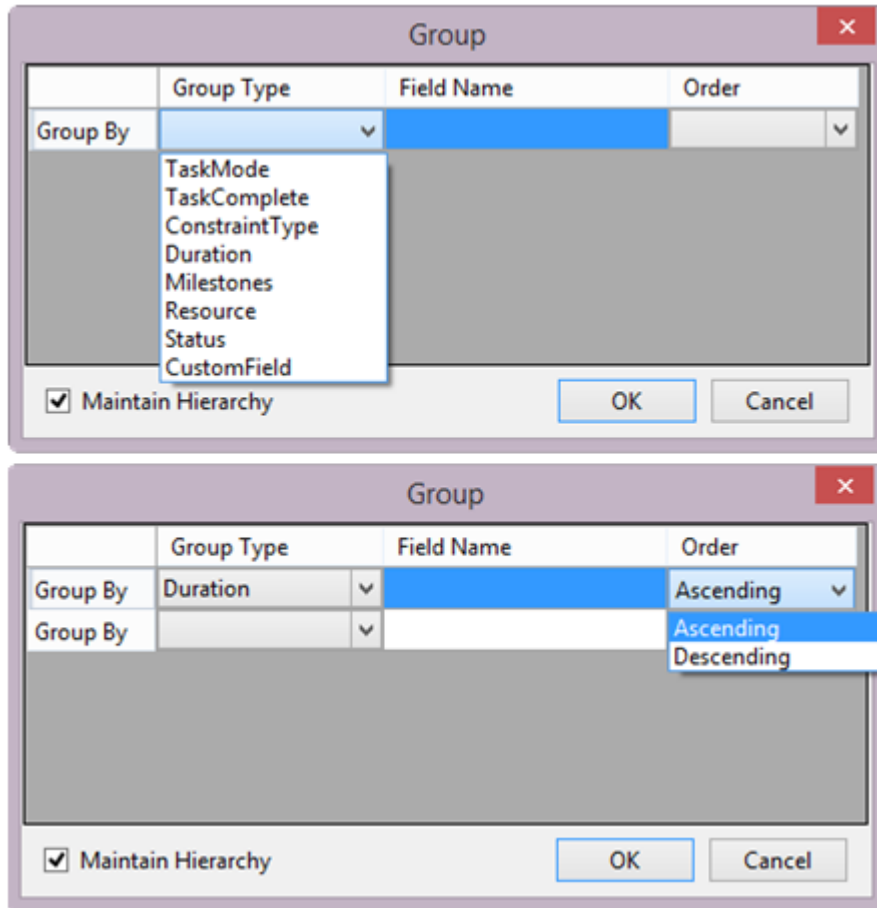 Group
Group Type Field Name Order
Group By
TaskMode
TaskComplete
ConstraintType
Duration
Milestones
Resource
Status
CustomField
Maintain Hierarchy OK Cancel
Group
Group Type Field Name Order
Group By Duration Ascending
Group By Ascending
Descending
Maintain Hierarchy OK Cancel